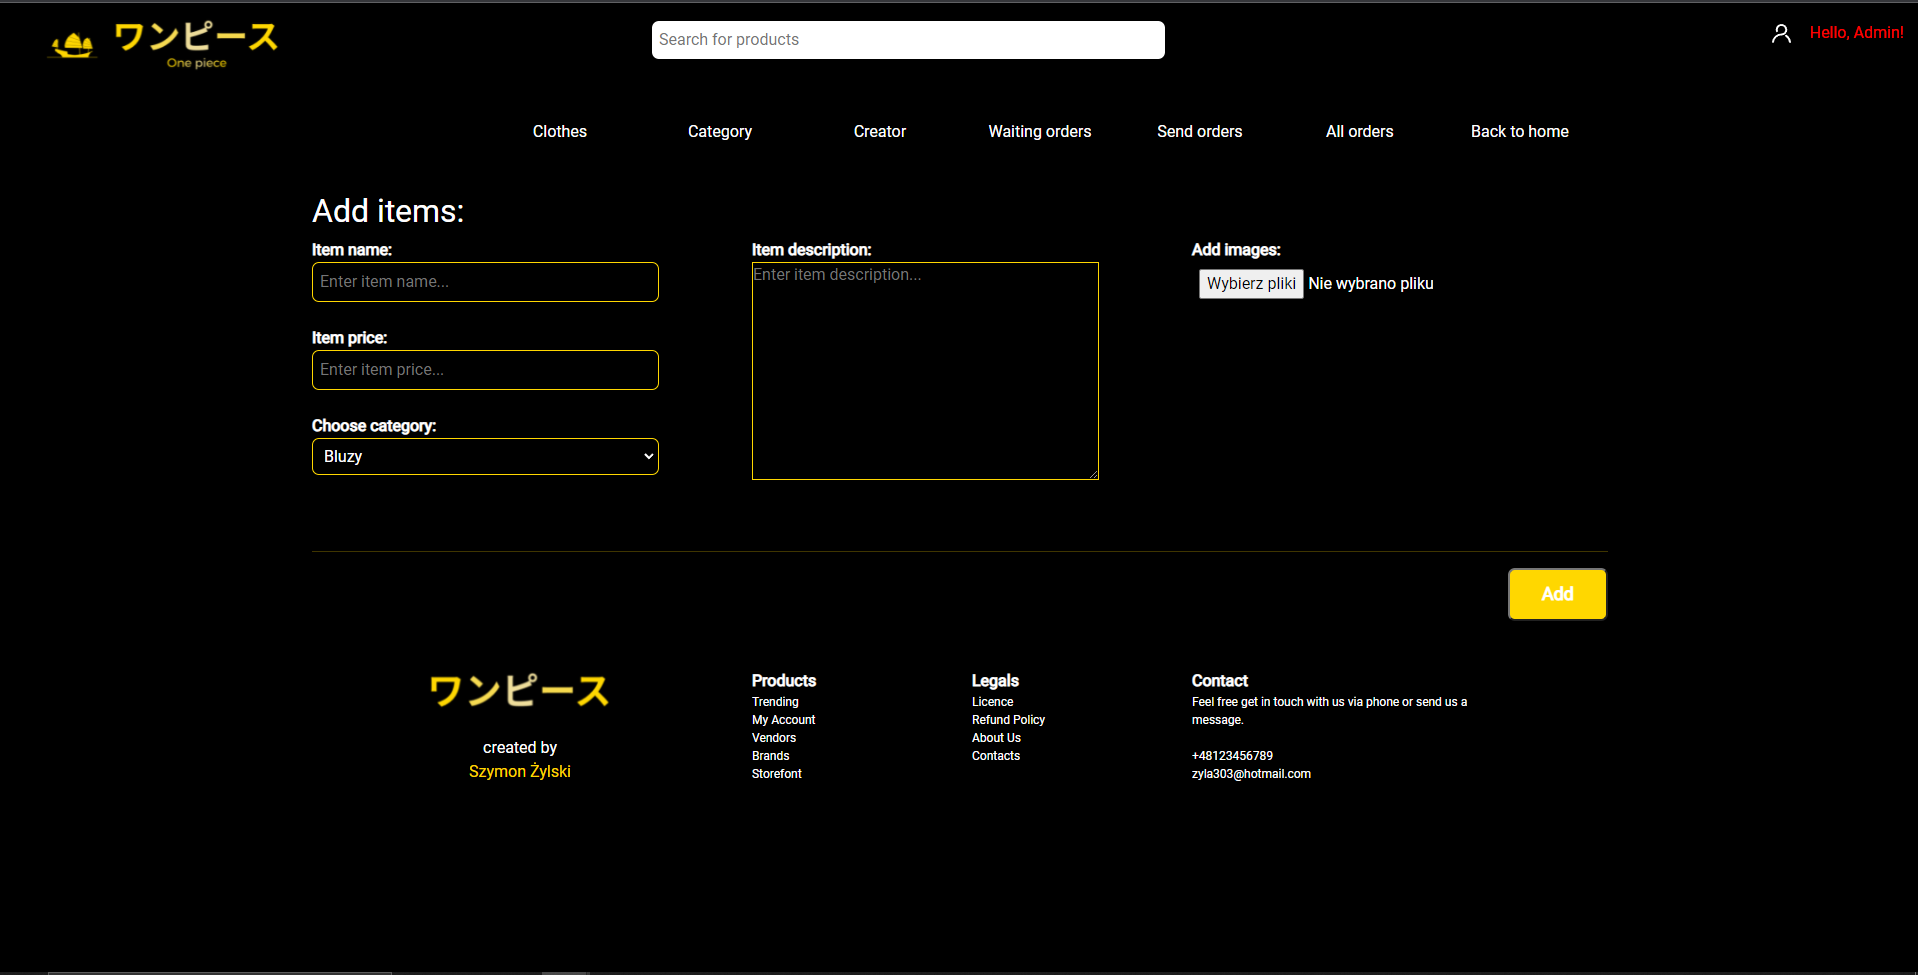 ワンピース
One piece
Search for products
Hello, Admin!
Clothes
Category
Creator
Waiting orders
Send orders
All orders
Back to home
Add items:
Item name:
Enter item name...
Item price:
Enter item price...
Choose category:
Bluzy
Item description:
Enter item description...
Add images:
Wybierz pliki Nie wybrano pliku
Add
ワンピース
created by
Szymon Żylski
Products
Trending
My Account
Vendors
Brands
Storefont
Legals
Licence
Refund Policy
About Us
Contacts
Contact
Feel free get in touch with us via phone or send us a
message.
+48123456789
zyla303@hotmail.com